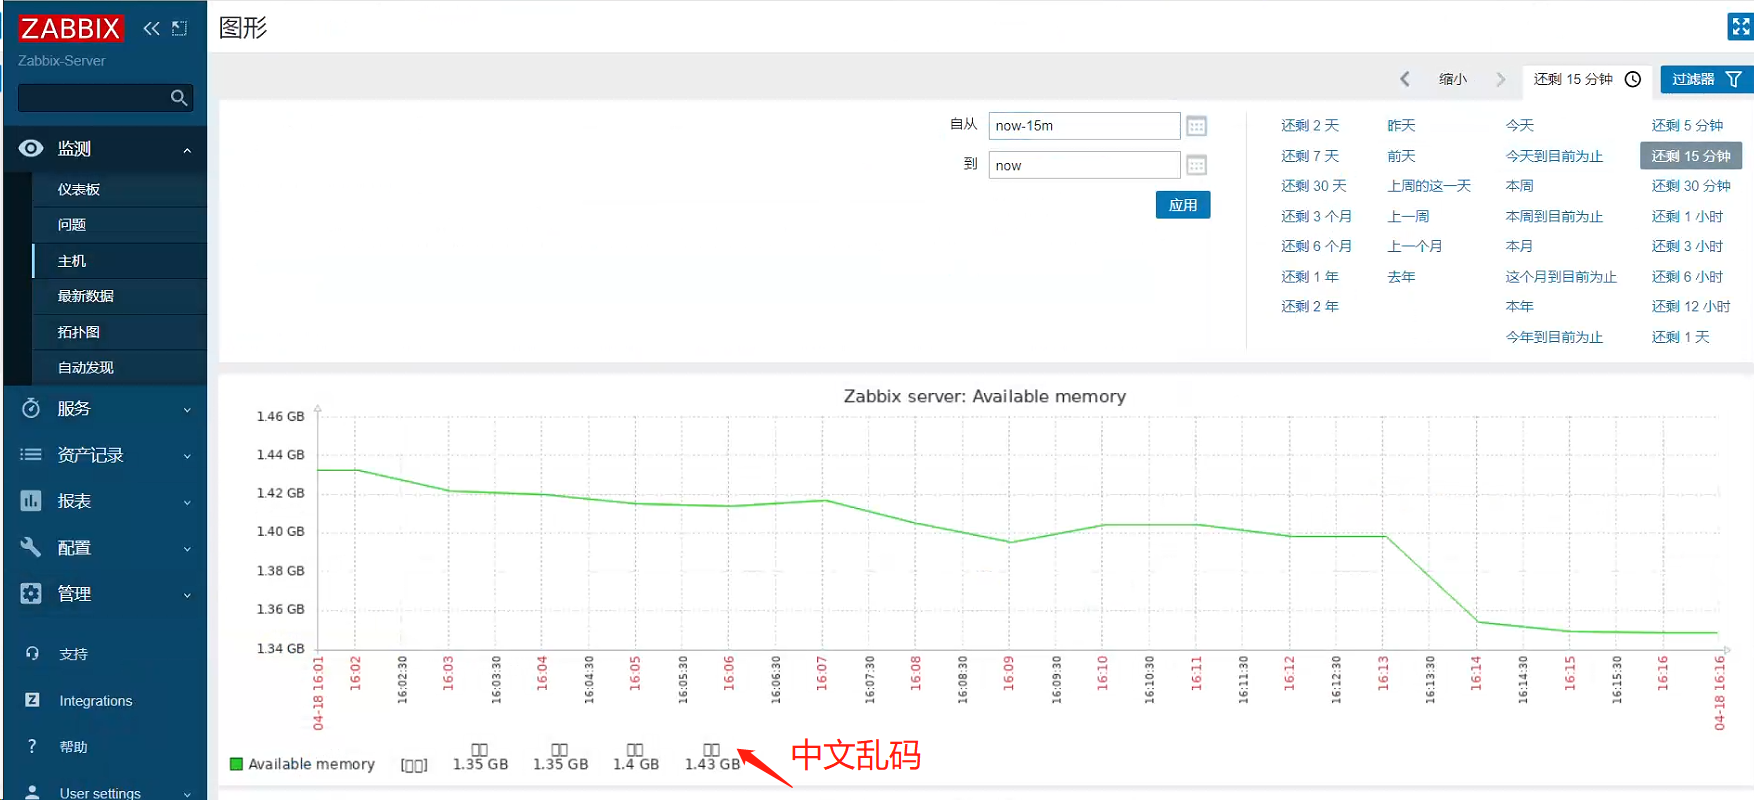 ZABBIX
Zabbix-Server
监测
仪表板
问题
主机
最新数据
拓扑图
自动发现
服务
资产记录
报表
配置
管理
支持
Integrations
帮助
User settings
图形
缩小
还剩 15 分钟
过滤器
自从 now-15m
到 now
应用
还剩 2 天 昨天 今天 还剩 5 分钟
还剩 7 天 前天 今天到目前为止 还剩 15 分钟
还剩 30 天 上周的这一天 本周 还剩 30 分钟
还剩 3 个月 上一周 本周到目前为止 还剩 1 小时
还剩 6 个月 上一个月 本月 还剩 3 小时
还剩 1 年 去年 这个月到目前为止 还剩 6 小时
还剩 2 年 本年 还剩 12 小时
今年到目前为止 还剩 1 天
Zabbix server: Available memory
1.46 GB
1.44 GB
1.42 GB
1.40 GB
1.38 GB
1.36 GB
1.34 GB
04-18 16:01
16:02
16:02:30
16:03
16:03:30
16:04
16:04:30
16:05
16:05:30
16:06
16:06:30
16:07
16:07:30
16:08
16:08:30
16:09
16:09:30
16:10
16:10:30
16:11
16:11:30
16:12
16:12:30
16:13
16:13:30
16:14
16:14:30
16:15
16:15:30
16:16
04-18 16:16
□□ □□ □□ □□
Available memory [□□] 1.35 GB 1.35 GB 1.4 GB 1.43 GB
中文乱码